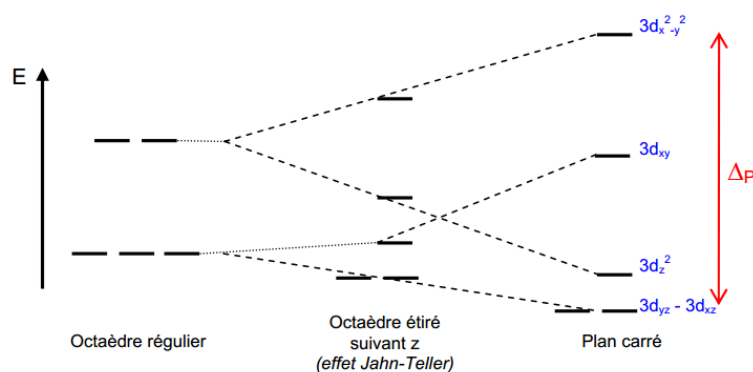 3dx²-y²
E
3dxy
ΔP
3dz²
3dyz - 3dxz
Octaèdre régulier
Octaèdre étiré
suivant z
(effet Jahn-Teller)
Plan carré